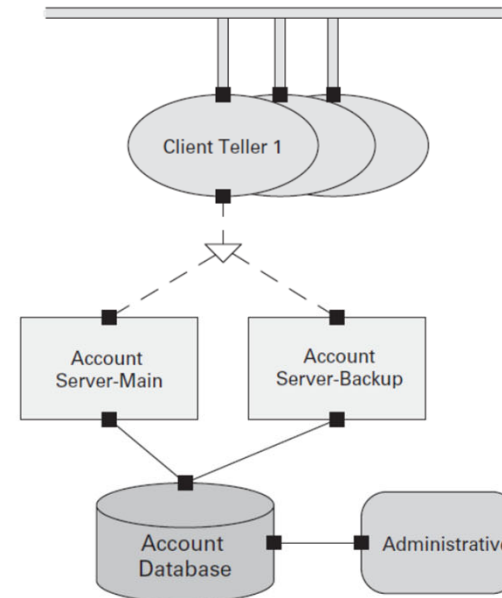 Client Teller 1
Account
Server-Main
Account
Server-Backup
Account
Database
Administrative